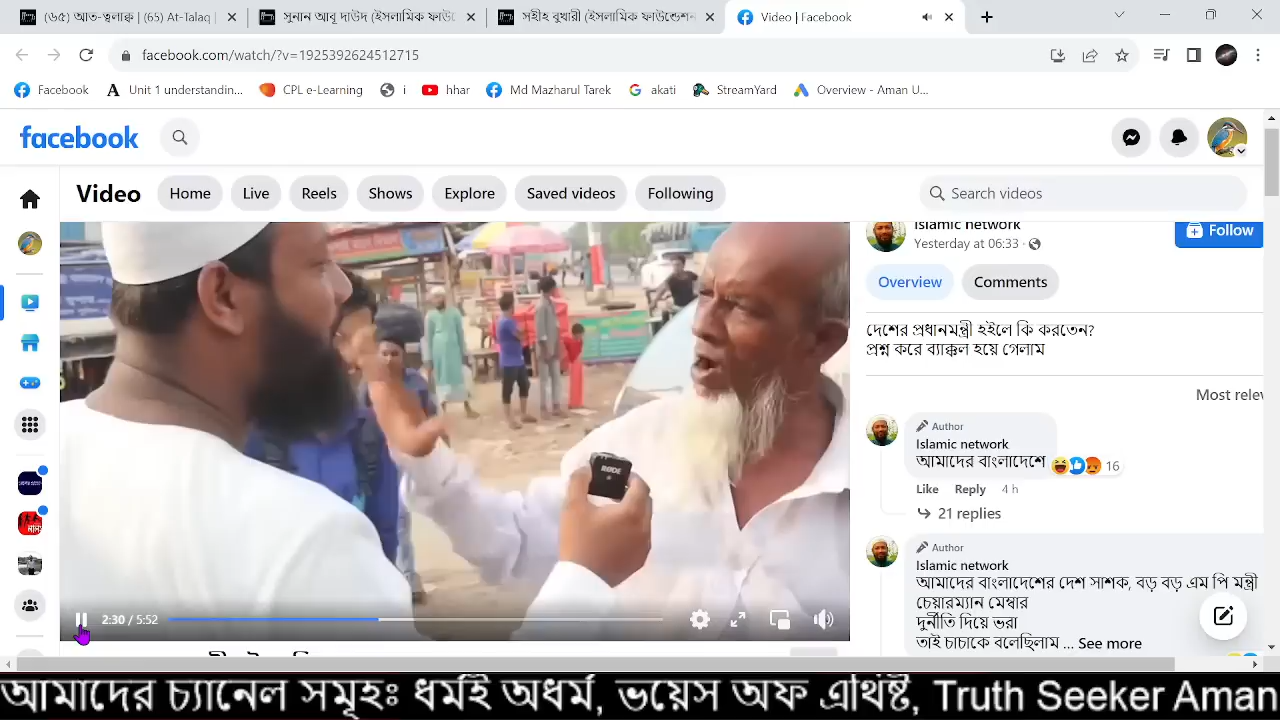 (৬৫) আত-ত্বলাক্ব | (65) At-Talaq |
সুনান আবু দাউদ (ইসলামিক ফাউ
সহীহ বুখারী (ইসলামিক ফাউন্ডেশন
Video | Facebook
facebook.com/watch/?v=1925392624512715
Facebook
Unit 1 understandin...
CPL e-Learning
i
hhar
Md Mazharul Tarek
akati
StreamYard
Overview - Aman U...
facebook
Video
Home
Live
Reels
Shows
Explore
Saved videos
Following
Search videos
RØDE
2:30 / 5:52
Islamic network
Yesterday at 06:33 ·
Follow
Overview
Comments
দেশের প্রধানমন্ত্রী হইলে কি করতেন?
প্রশ্ন করে ব্যাক্কল হয়ে গেলাম
Most relev
Author
Islamic network
আমাদের বাংলাদেশে
16
Like Reply 4 h
21 replies
Author
Islamic network
আমাদের বাংলাদেশের দেশ সাশক, বড় বড় এম পি মন্ত্রী
চেয়ারম্যান মেম্বার
দুর্নীতি দিয়ে ভরা
তাই চাচাকে বলেছিলাম ... See more
আমাদের চ্যানেল সমূহঃ ধর্মই অধর্ম, ভয়েস অফ এথিষ্ট, Truth Seeker Aman